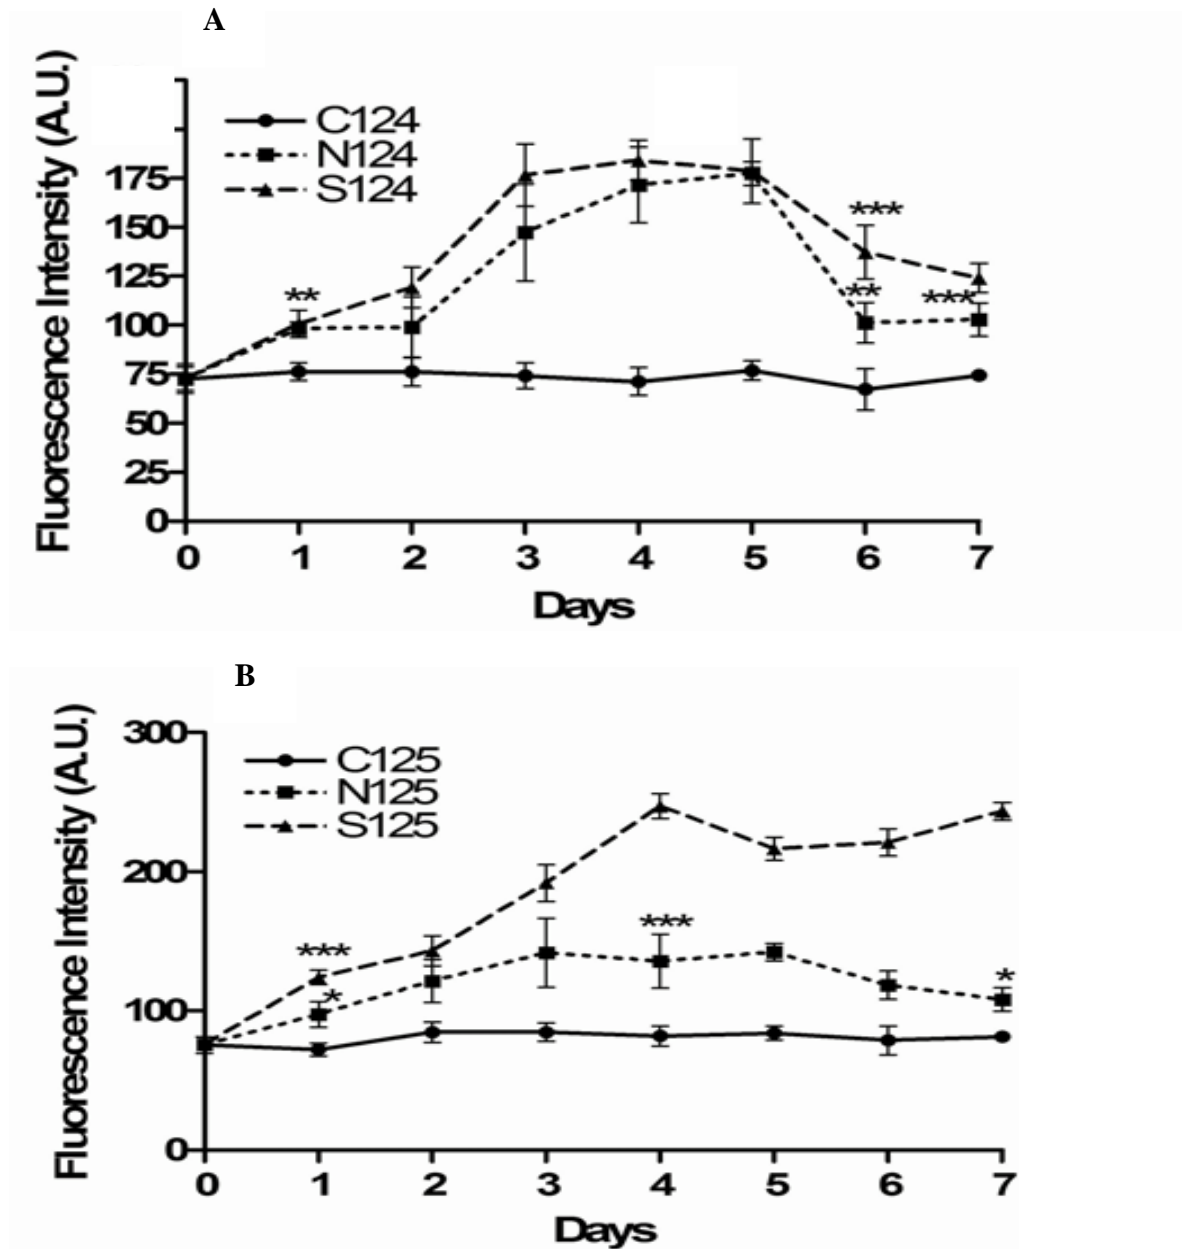 A
Fluorescence Intensity (A.U.)
C124
N124
S124
175
150
125
100
75
50
25
0
**
***
**
***
0 1 2 3 4 5 6 7
Days
B
Fluorescence Intensity (A.U.)
300
C125
N125
S125
200
100
0
***
*
***
*
0 1 2 3 4 5 6 7
Days